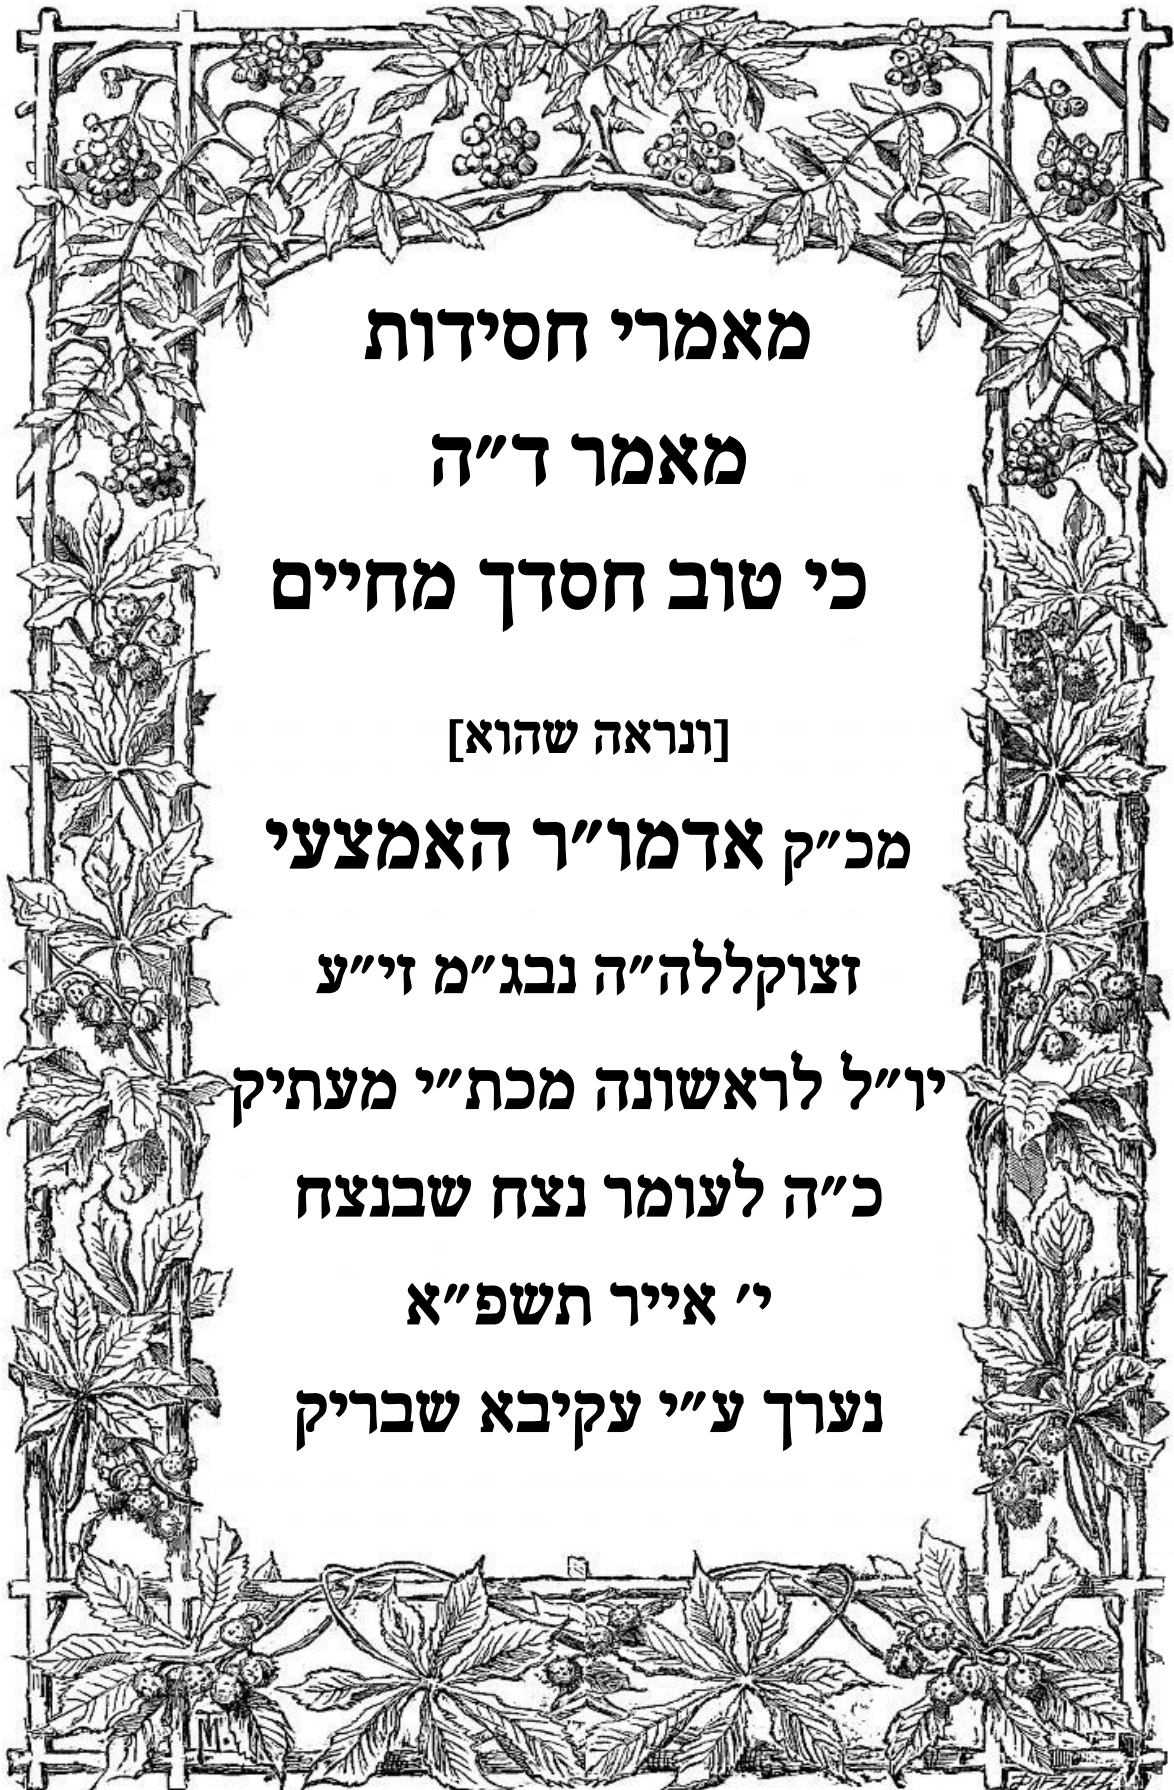 מאמרי חסידות
מאמר ד״ה
כי טוב חסדך מחיים
[ונראה שהוא]
מכ״ק אדמו״ר האמצעי
זצוקללה״ה נבג״מ זי״ע
יו״ל לראשונה מכת״י מעתיק
כ״ה לעומר נצח שבנצח
י׳ אייר תשפ״א
נערך ע״י עקיבא שבריק